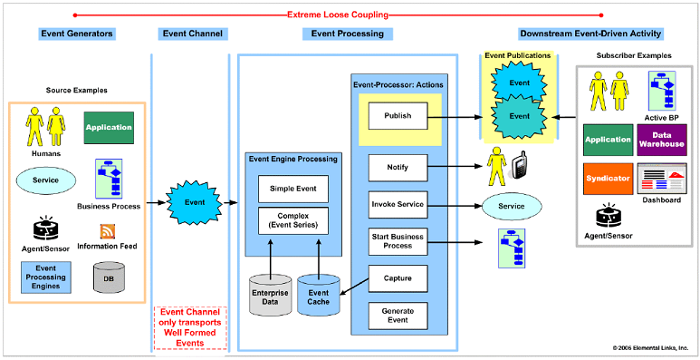 Extreme Loose Coupling
Event Generators
Event Channel
Event Processing
Downstream Event-Driven Activity
Source Examples
Humans
Application
Service
Business Process
Agent/Sensor
Information Feed
Event
Processing
Engines
DB
Event
Event Channel
only transports
Well Formed
Events
Event Engine Processing
Simple Event
Complex
(Event Series)
Enterprise
Data
Event
Cache
Event-Processor: Actions
Publish
Notify
Invoke Service
Start Business
Process
Capture
Generate
Event
Event Publications
Event
Event
Service
Subscriber Examples
Active BP
Application
Data
Warehouse
Syndicator
Dashboard
Agent/Sensor
© 2006 Elemental Links, Inc.